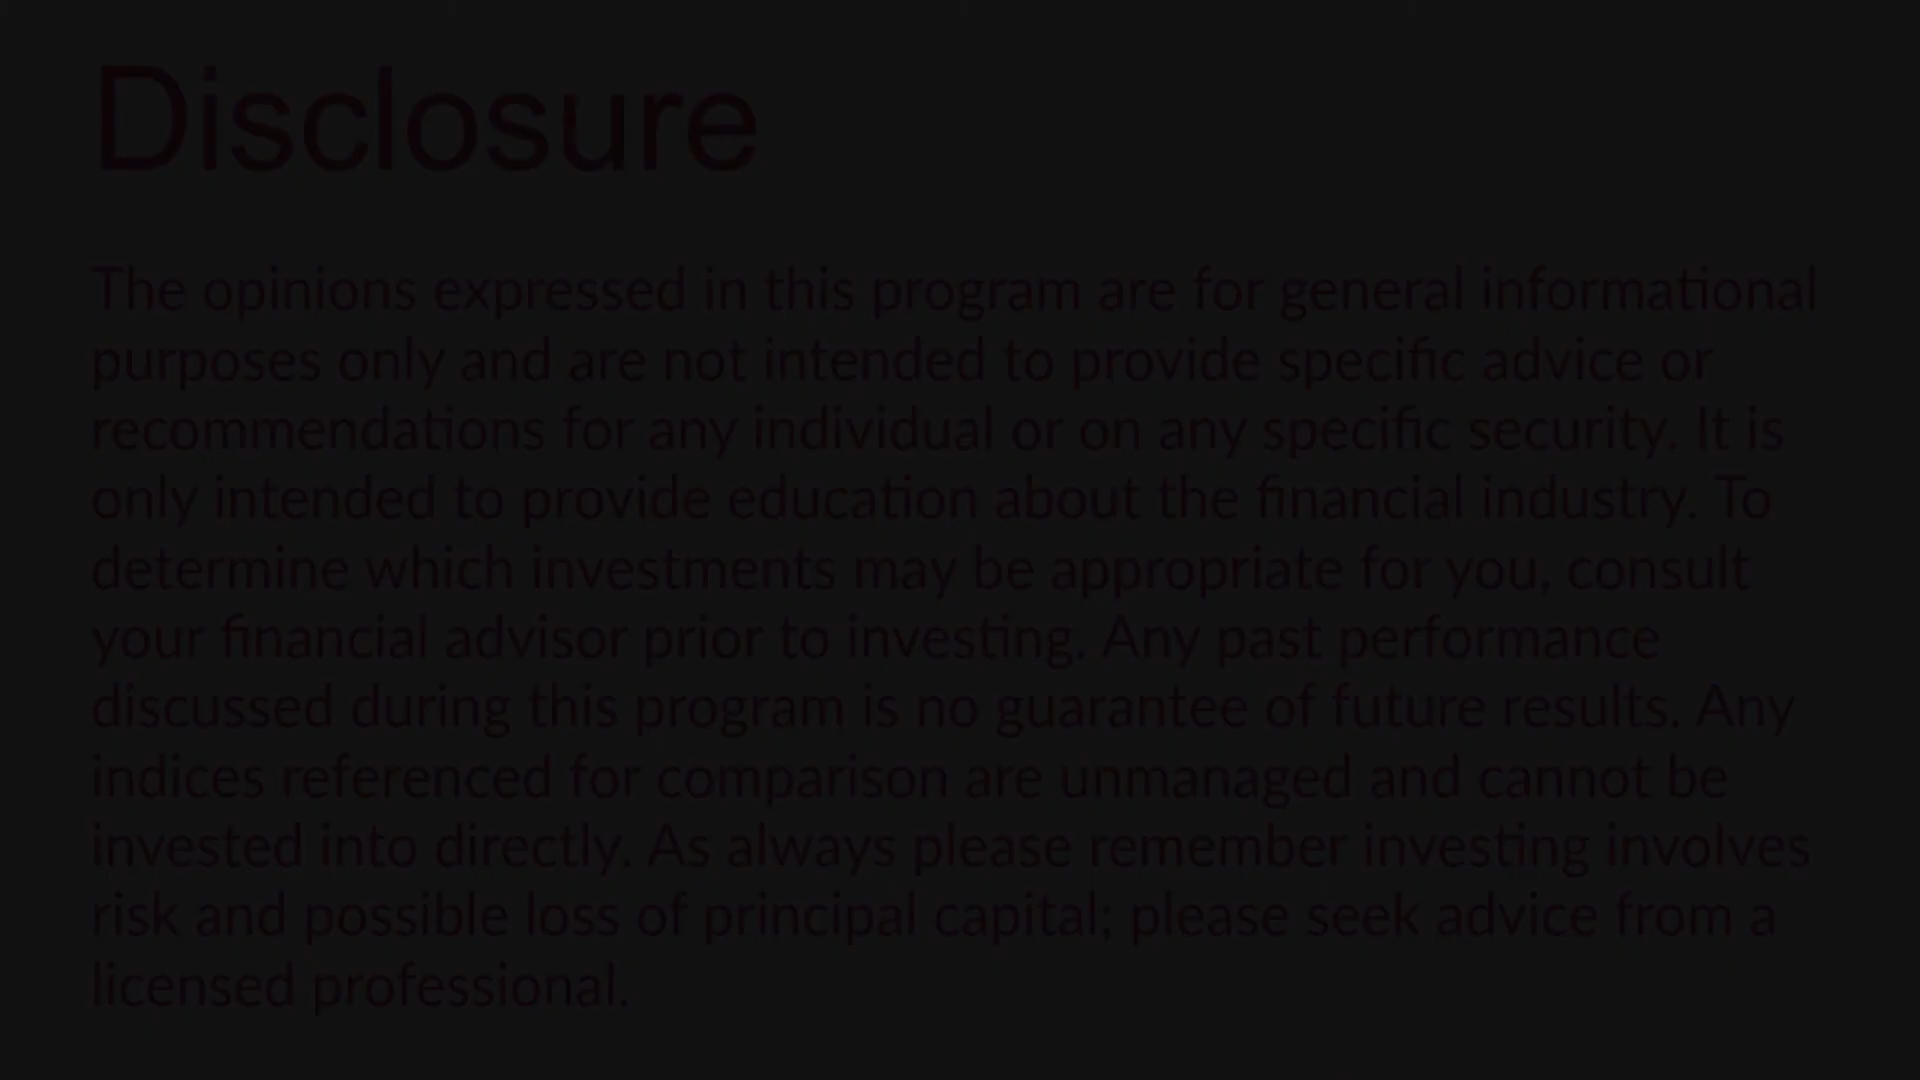 Disclosure
The opinions expressed in this program are for general informational
purposes only and are not intended to provide specific advice or
recommendations for any individual or on any specific security. It is
only intended to provide education about the financial industry. To
determine which investments may be appropriate for you, consult
your financial advisor prior to investing. Any past performance
discussed during this program is no guarantee of future results. Any
indices referenced for comparison are unmanaged and cannot be
invested into directly. As always please remember investing involves
risk and possible loss of principal capital; please seek advice from a
licensed professional.